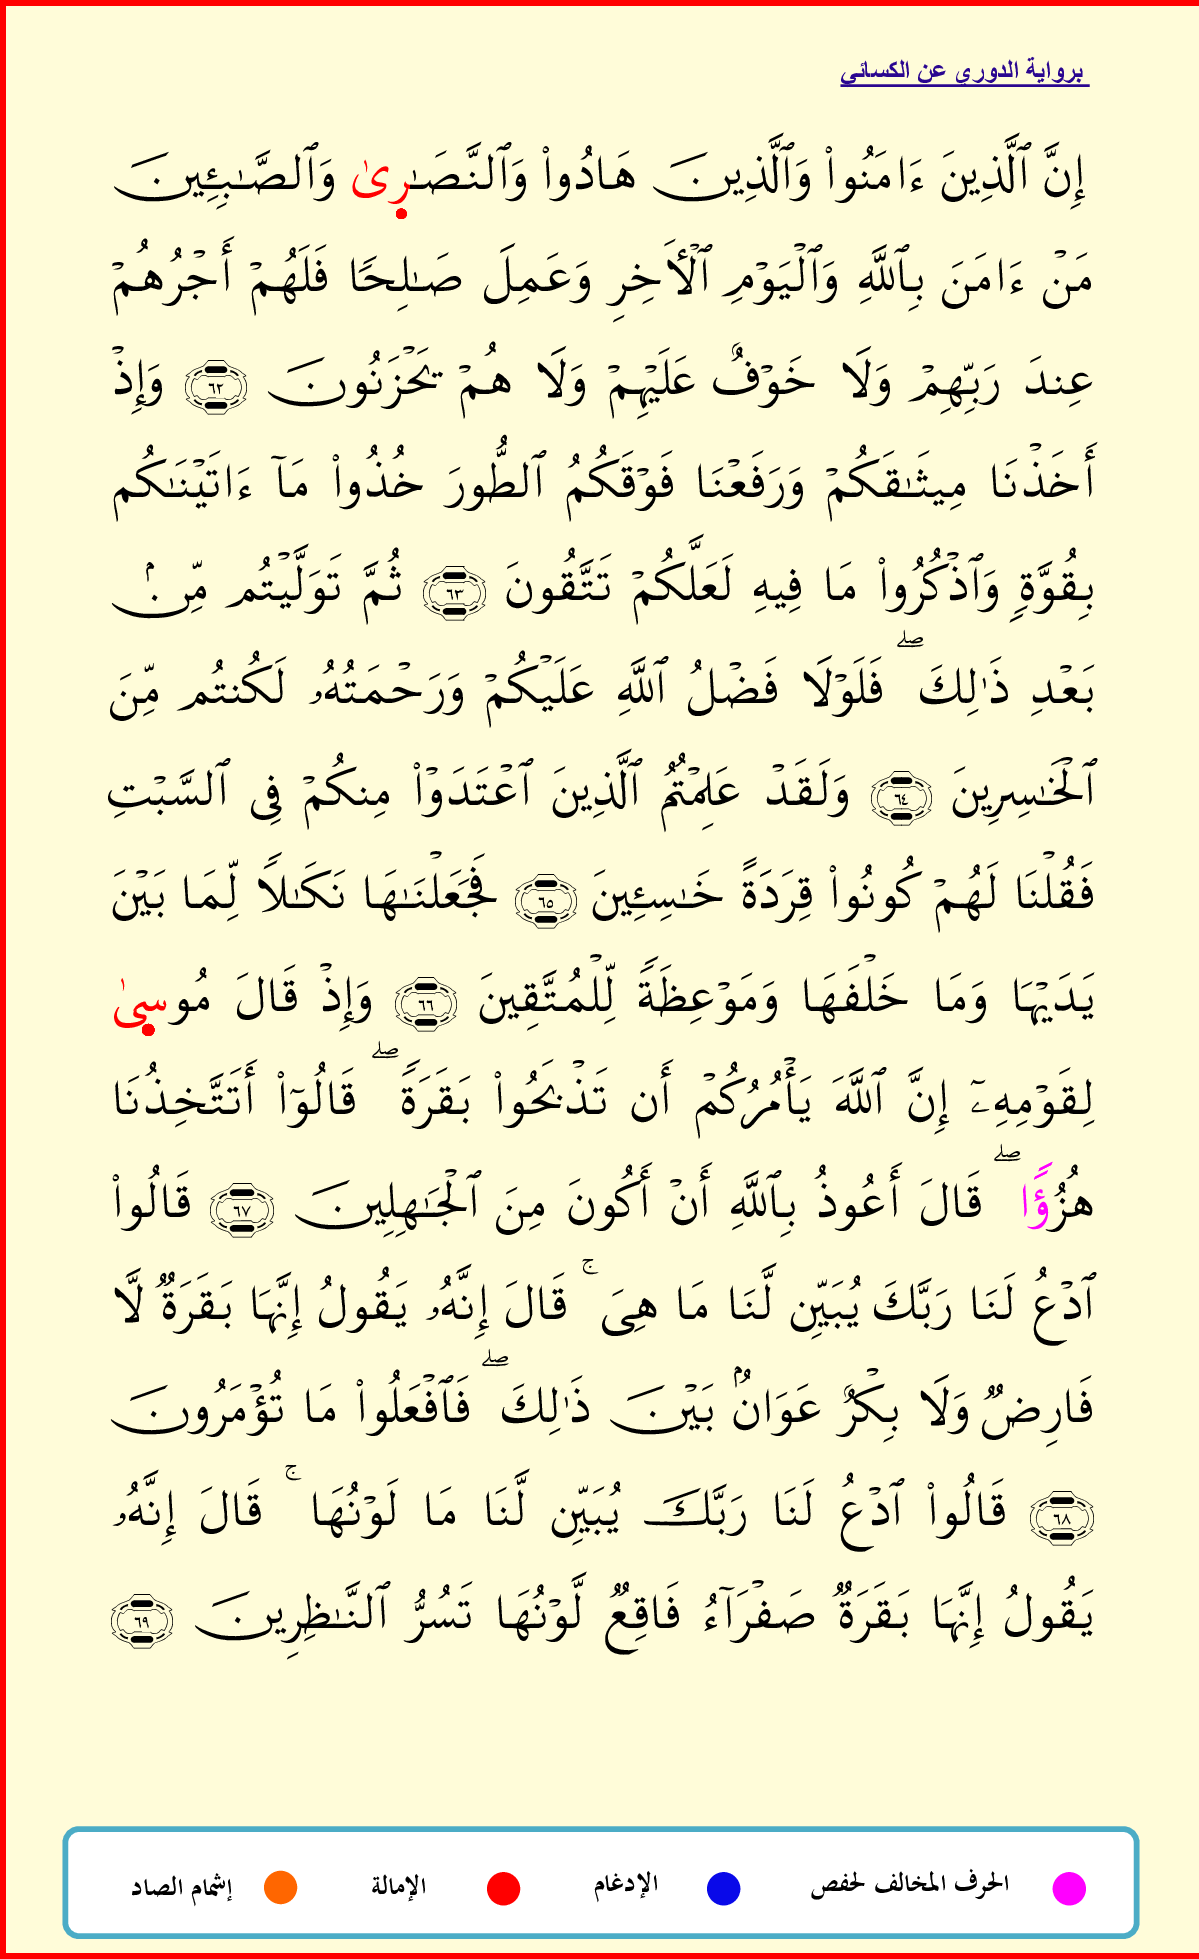 برواية الدوري عن الكسائي
إِنَّ ٱلَّذِينَ ءَامَنُوا۟ وَٱلَّذِينَ هَادُوا۟ وَٱلنَّصَـٰرِىٰ وَٱلصَّـٰبِـِٔينَ
مَنْ ءَامَنَ بِٱللَّهِ وَٱلْيَوْمِ ٱلْـَٔاخِرِ وَعَمِلَ صَـٰلِحًا فَلَهُمْ أَجْرُهُمْ
عِندَ رَبِّهِمْ وَلَا خَوْفٌ عَلَيْهِمْ وَلَا هُمْ يَحْزَنُونَ ٦٢ وَإِذْ
أَخَذْنَا مِيثَـٰقَكُمْ وَرَفَعْنَا فَوْقَكُمُ ٱلطُّورَ خُذُوا۟ مَآ ءَاتَيْنَـٰكُم
بِقُوَّةٍ وَٱذْكُرُوا۟ مَا فِيهِ لَعَلَّكُمْ تَتَّقُونَ ٦٣ ثُمَّ تَوَلَّيْتُم مِّنۢ
بَعْدِ ذَٰلِكَ ۖ فَلَوْلَا فَضْلُ ٱللَّهِ عَلَيْكُمْ وَرَحْمَتُهُۥ لَكُنتُم مِّنَ
ٱلْخَـٰسِرِينَ ٦٤ وَلَقَدْ عَلِمْتُمُ ٱلَّذِينَ ٱعْتَدَوْا۟ مِنكُمْ فِى ٱلسَّبْتِ
فَقُلْنَا لَهُمْ كُونُوا۟ قِرَدَةً خَـٰسِـِٔينَ ٦٥ فَجَعَلْنَـٰهَا نَكَـٰلًا لِّمَا بَيْنَ
يَدَيْهَا وَمَا خَلْفَهَا وَمَوْعِظَةً لِّلْمُتَّقِينَ ٦٦ وَإِذْ قَالَ مُوسِىٰ
لِقَوْمِهِۦٓ إِنَّ ٱللَّهَ يَأْمُرُكُمْ أَن تَذْبَحُوا۟ بَقَرَةً ۖ قَالُوٓا۟ أَتَتَّخِذُنَا
هُزُؤًا ۖ قَالَ أَعُوذُ بِٱللَّهِ أَنْ أَكُونَ مِنَ ٱلْجَـٰهِلِينَ ٦٧ قَالُوا۟
ٱدْعُ لَنَا رَبَّكَ يُبَيِّن لَّنَا مَا هِىَ ۚ قَالَ إِنَّهُۥ يَقُولُ إِنَّهَا بَقَرَةٌ لَّا
فَارِضٌ وَلَا بِكْرٌ عَوَانٌۢ بَيْنَ ذَٰلِكَ ۖ فَٱفْعَلُوا۟ مَا تُؤْمَرُونَ
٦٨ قَالُوا۟ ٱدْعُ لَنَا رَبَّكَ يُبَيِّن لَّنَا مَا لَوْنُهَا ۚ قَالَ إِنَّهُۥ
يَقُولُ إِنَّهَا بَقَرَةٌ صَفْرَآءُ فَاقِعٌ لَّوْنُهَا تَسُرُّ ٱلنَّـٰظِرِينَ ٦٩
الحرف المخالف لحفص الإدغام الإمالة إشمام الصاد